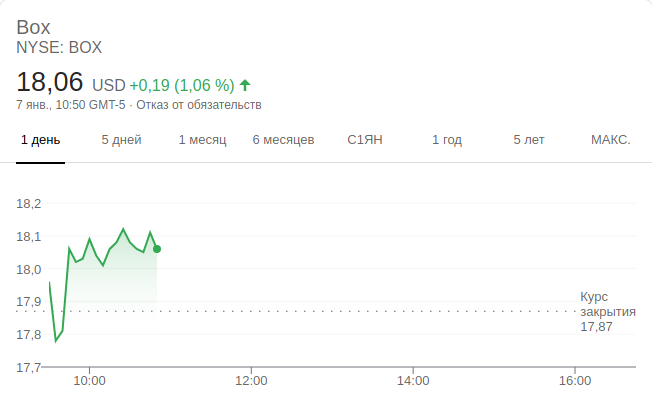 Box
NYSE: BOX
18,06 USD +0,19 (1,06 %)
7 янв., 10:50 GMT-5 · Отказ от обязательств
1 день 5 дней 1 месяц 6 месяцев С1ЯН 1 год 5 лет МАКС.
18,2
18,1
18,0
17,9
17,8
17,7
Курс
закрытия
17,87
10:00 12:00 14:00 16:00